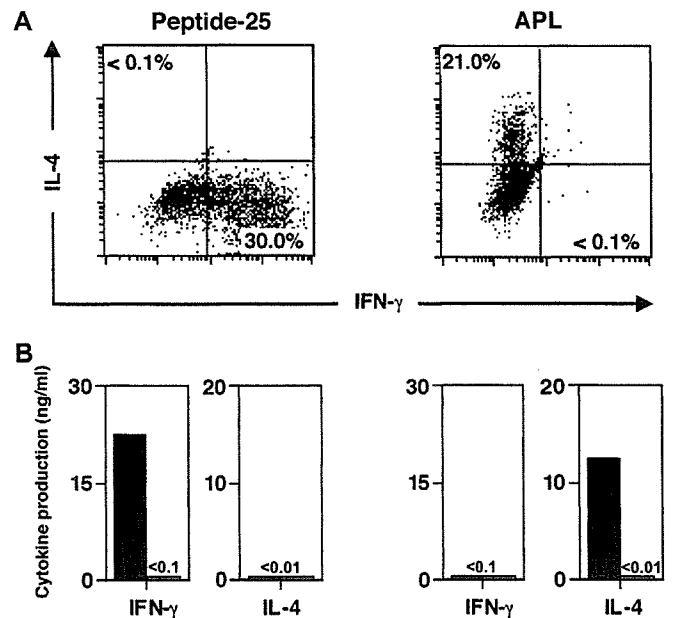 A
Peptide-25
APL
< 0.1%
21.0%
IL-4
30.0%
< 0.1%
IFN-γ
B
Cytokine production (ng/ml)
30
20
30
20
15
10
15
10
<0.1
<0.01
<0.1
<0.01
0
0
0
0
IFN-γ
IL-4
IFN-γ
IL-4